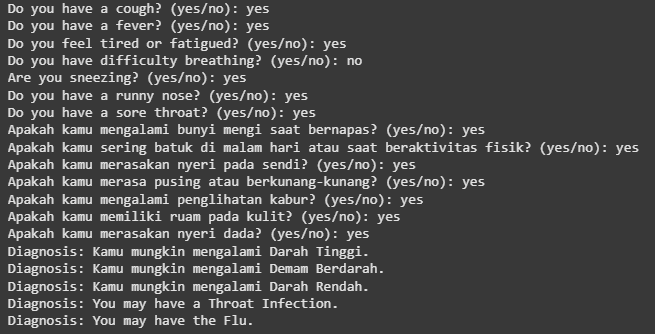 Do you have a cough? (yes/no): yes
Do you have a fever? (yes/no): yes
Do you feel tired or fatigued? (yes/no): yes
Do you have difficulty breathing? (yes/no): no
Are you sneezing? (yes/no): yes
Do you have a runny nose? (yes/no): yes
Do you have a sore throat? (yes/no): yes
Apakah kamu mengalami bunyi mengi saat bernapas? (yes/no): yes
Apakah kamu sering batuk di malam hari atau saat beraktivitas fisik? (yes/no): yes
Apakah kamu merasakan nyeri pada sendi? (yes/no): yes
Apakah kamu merasa pusing atau berkunang-kunang? (yes/no): yes
Apakah kamu mengalami penglihatan kabur? (yes/no): yes
Apakah kamu memiliki ruam pada kulit? (yes/no): yes
Apakah kamu merasakan nyeri dada? (yes/no): yes
Diagnosis: Kamu mungkin mengalami Darah Tinggi.
Diagnosis: Kamu mungkin mengalami Demam Berdarah.
Diagnosis: Kamu mungkin mengalami Darah Rendah.
Diagnosis: You may have a Throat Infection.
Diagnosis: You may have the Flu.